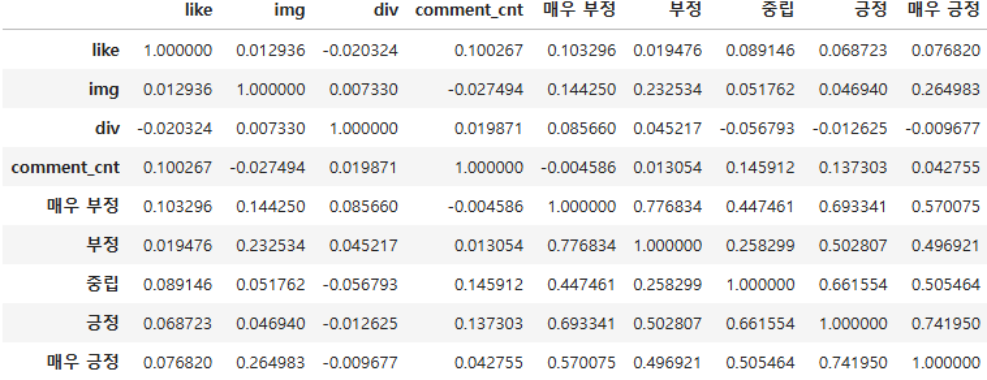 like img div comment_cnt 매우 부정 부정 중립 긍정 매우 긍정
like 1.000000 0.012936 -0.020324 0.100267 0.103296 0.019476 0.089146 0.068723 0.076820
img 0.012936 1.000000 0.007330 -0.027494 0.144250 0.232534 0.051762 0.046940 0.264983
div -0.020324 0.007330 1.000000 0.019871 0.085660 0.045217 -0.056793 -0.012625 -0.009677
comment_cnt 0.100267 -0.027494 0.019871 1.000000 -0.004586 0.013054 0.145912 0.137303 0.042755
매우 부정 0.103296 0.144250 0.085660 -0.004586 1.000000 0.776834 0.447461 0.693341 0.570075
부정 0.019476 0.232534 0.045217 0.013054 0.776834 1.000000 0.258299 0.502807 0.496921
중립 0.089146 0.051762 -0.056793 0.145912 0.447461 0.258299 1.000000 0.661554 0.505464
긍정 0.068723 0.046940 -0.012625 0.137303 0.693341 0.502807 0.661554 1.000000 0.741950
매우 긍정 0.076820 0.264983 -0.009677 0.042755 0.570075 0.496921 0.505464 0.741950 1.000000